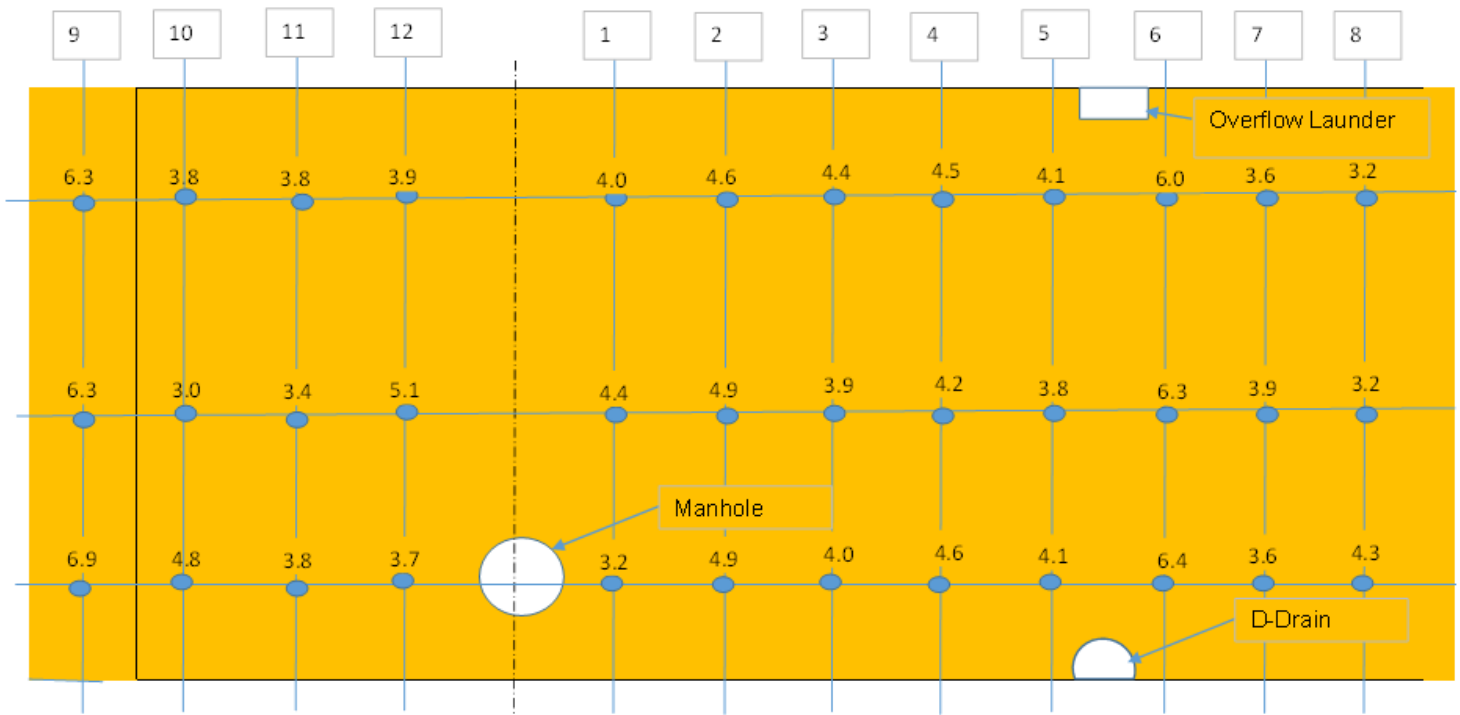 9 10 11 12 1 2 3 4 5 6 7 8
Overflow Launder
6.3 3.8 3.8 3.9 4.0 4.6 4.4 4.5 4.1 6.0 3.6 3.2
6.3 3.0 3.4 5.1 4.4 4.9 3.9 4.2 3.8 6.3 3.9 3.2
Manhole
6.9 4.8 3.8 3.7 3.2 4.9 4.0 4.6 4.1 6.4 3.6 4.3
D-Drain